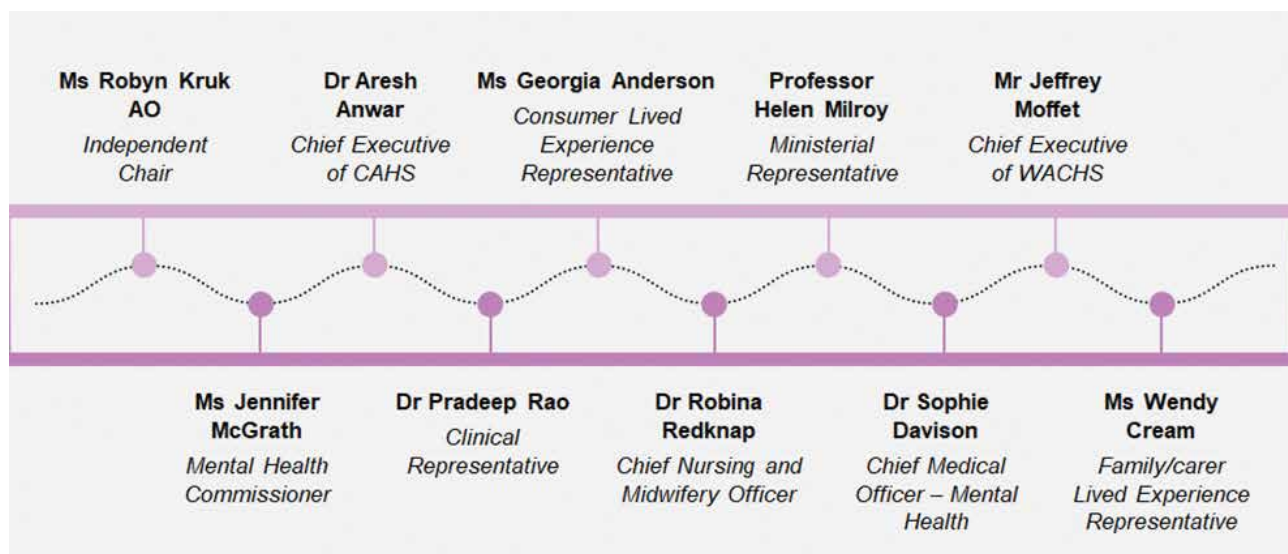 Ms Robyn Kruk
AO
Independent
Chair
Dr Aresh
Anwar
Chief Executive
of CAHS
Ms Georgia Anderson
Consumer Lived
Experience
Representative
Professor
Helen Milroy
Ministerial
Representative
Mr Jeffrey
Moffet
Chief Executive
of WACHS
Ms Jennifer
McGrath
Mental Health
Commissioner
Dr Pradeep Rao
Clinical
Representative
Dr Robina
Redknap
Chief Nursing and
Midwifery Officer
Dr Sophie
Davison
Chief Medical
Officer – Mental
Health
Ms Wendy
Cream
Family/carer
Lived Experience
Representative